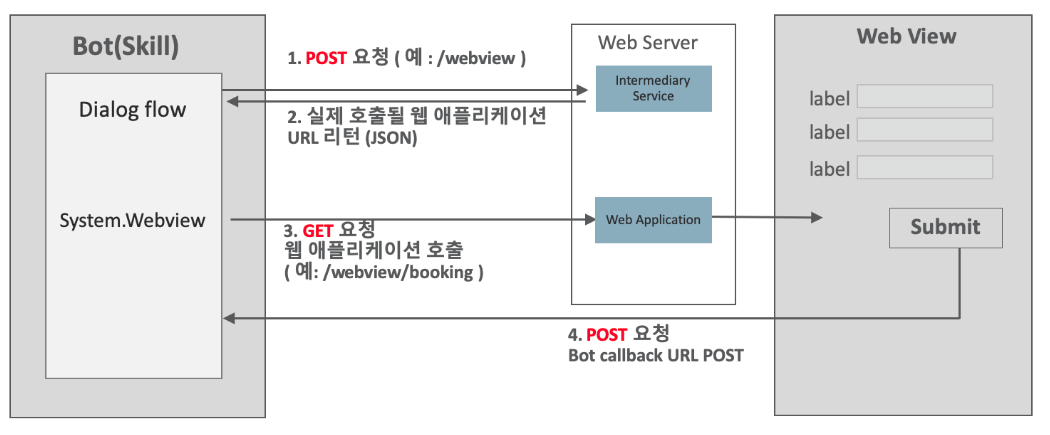 Bot(Skill)
Dialog flow
System.Webview
1. POST 요청 ( 예 : /webview )
2. 실제 호출될 웹 애플리케이션
URL 리턴 (JSON)
3. GET 요청
웹 애플리케이션 호출
( 예: /webview/booking )
Web Server
Intermediary
Service
Web Application
4. POST 요청
Bot callback URL POST
Web View
label
label
label
Submit